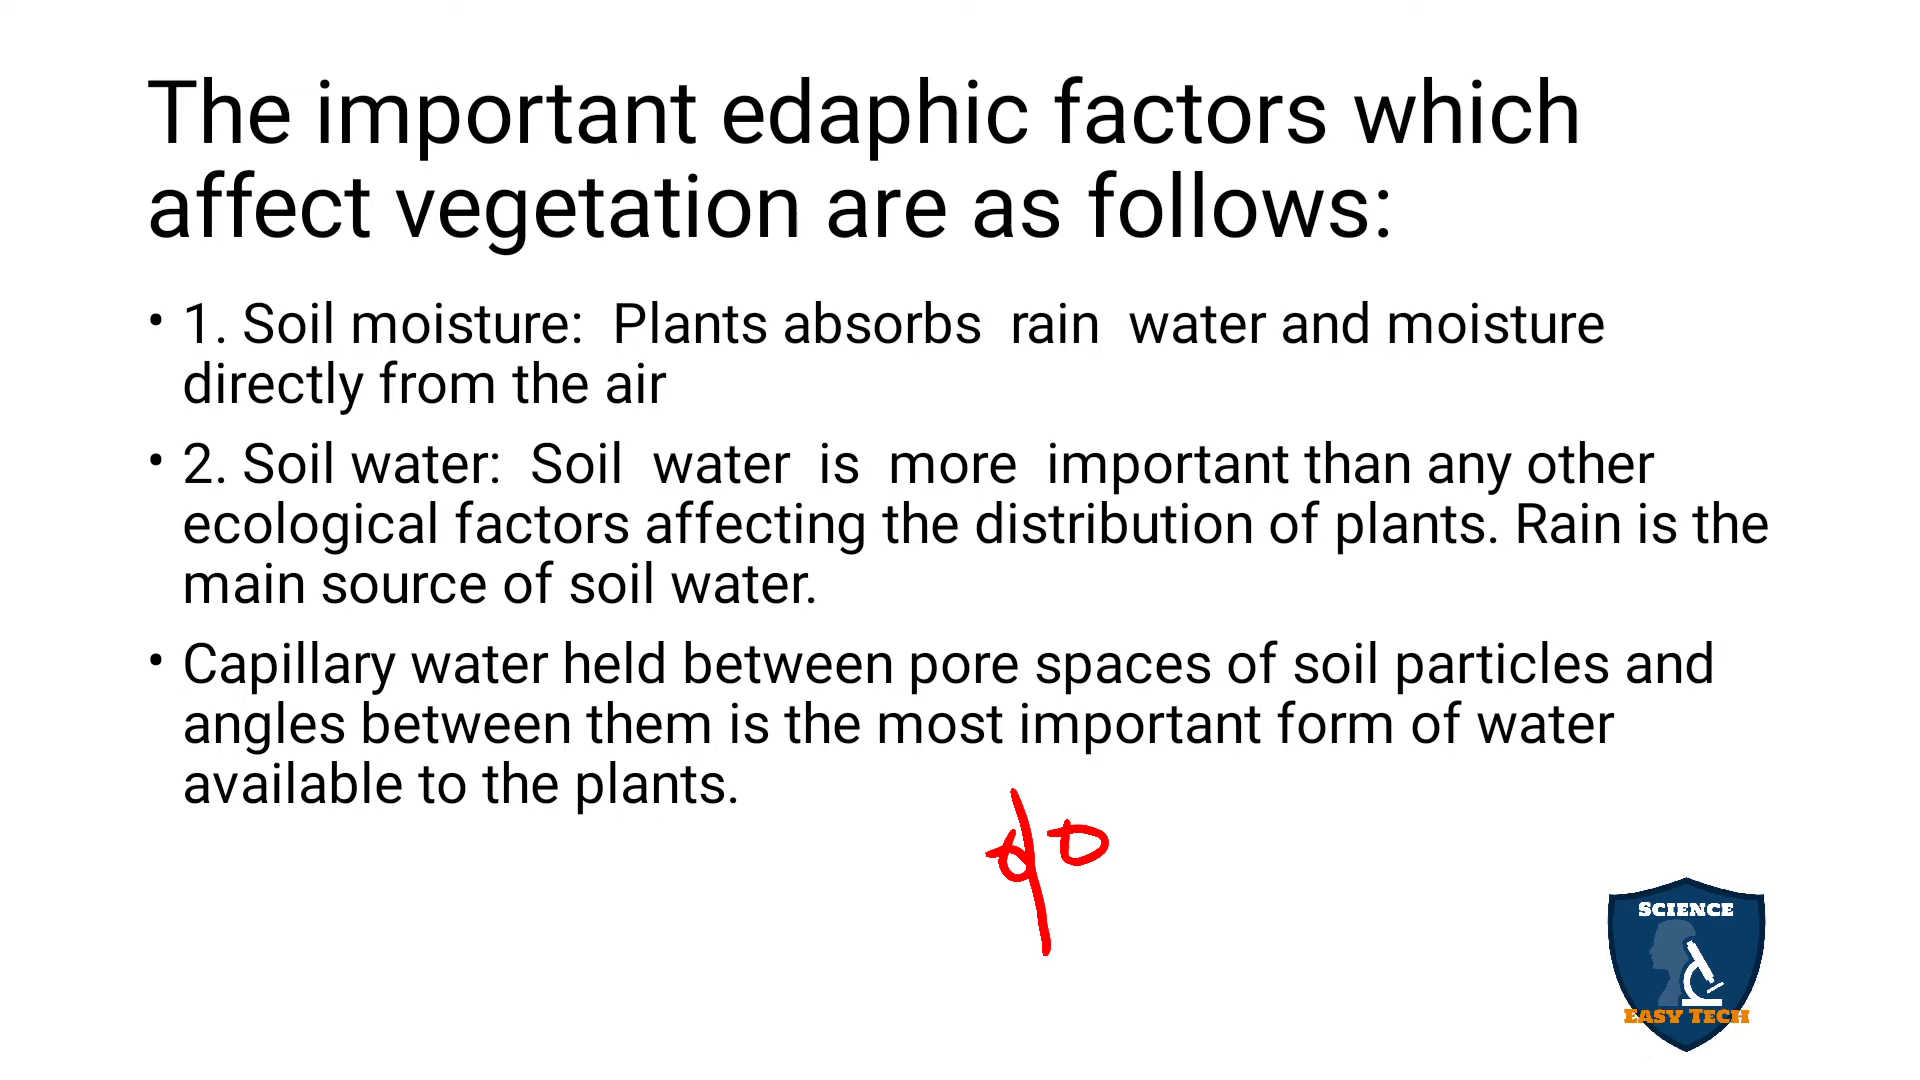 The important edaphic factors which
affect vegetation are as follows:
• 1. Soil moisture:  Plants absorbs  rain  water and moisture
directly from the air
• 2. Soil water:  Soil  water  is  more  important than any other
ecological factors affecting the distribution of plants. Rain is the
main source of soil water.
• Capillary water held between pore spaces of soil particles and
angles between them is the most important form of water
available to the plants.
SCIENCE
EASY TECH